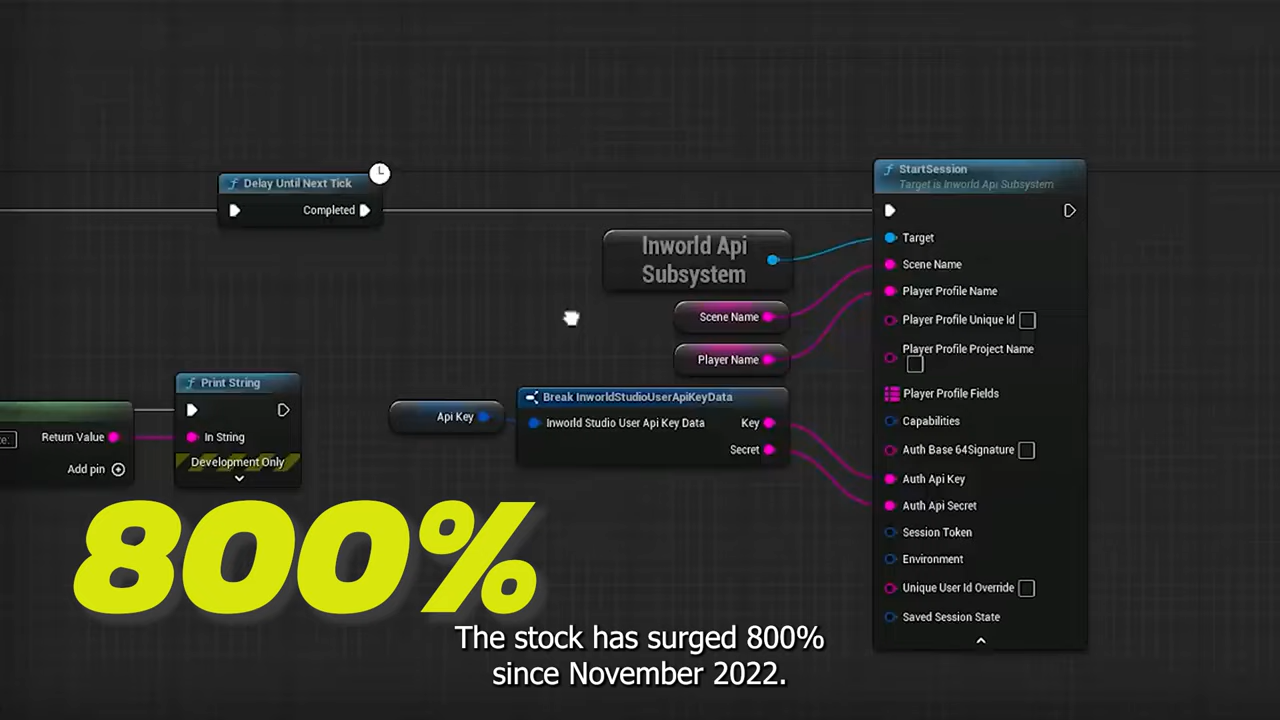 Delay Until Next Tick
Completed
StartSession
Target is Inworld Api Subsystem
Target
Scene Name
Player Profile Name
Player Profile Unique Id
Player Profile Project Name
Player Profile Fields
Capabilities
Auth Base 64Signature
Auth Api Key
Auth Api Secret
Session Token
Environment
Unique User Id Override
Saved Session State
Inworld Api
Subsystem
Scene Name
Player Name
Api Key
Break InworldStudioUserApiKeyData
Inworld Studio User Api Key Data
Key
Secret
Print String
In String
Development Only
Return Value
Add pin
800%
The stock has surged 800%
since November 2022.